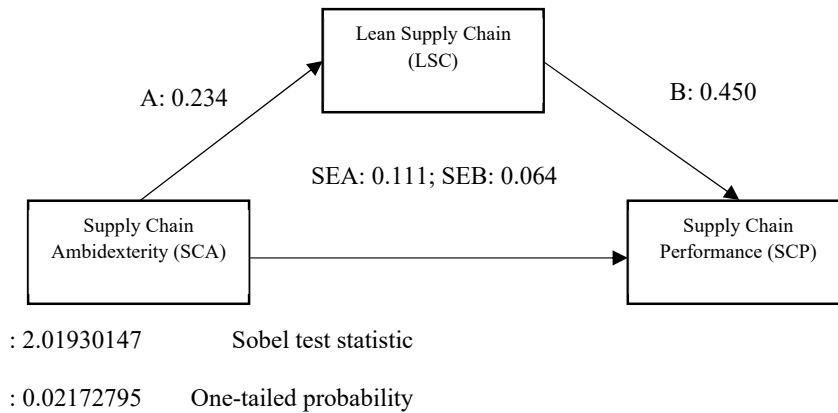 Lean Supply Chain
(LSC)
A: 0.234
B: 0.450
SEA: 0.111; SEB: 0.064
Supply Chain
Ambidexterity (SCA)
Supply Chain
Performance (SCP)
: 2.01930147 Sobel test statistic
: 0.02172795 One-tailed probability